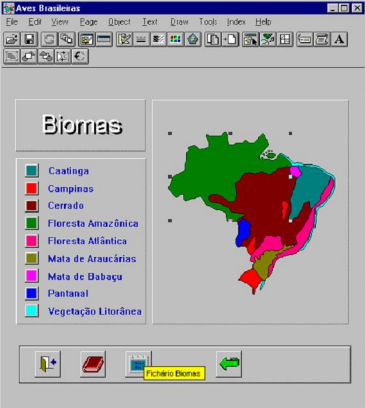 Aves Brasileiras
File Edit View Page Object Text Draw Tools Index Help
A
Biomas
Caatinga
Campinas
Cerrado
Floresta Amazônica
Floresta Atlântica
Mata de Araucárias
Mata de Babaçu
Pantanal
Vegetação Litorânea
Fichário Biomas